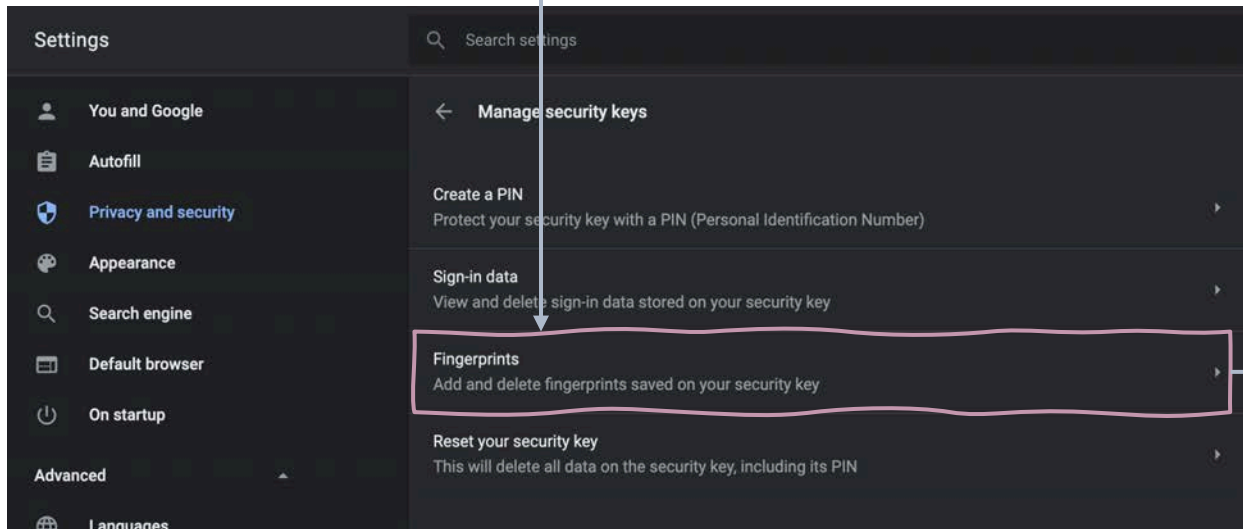 Settings
Search settings
You and Google
Autofill
Privacy and security
Appearance
Search engine
Default browser
On startup
Advanced
Languages
Manage security keys
Create a PIN
Protect your security key with a PIN (Personal Identification Number)
Sign-in data
View and delete sign-in data stored on your security key
Fingerprints
Add and delete fingerprints saved on your security key
Reset your security key
This will delete all data on the security key, including its PIN